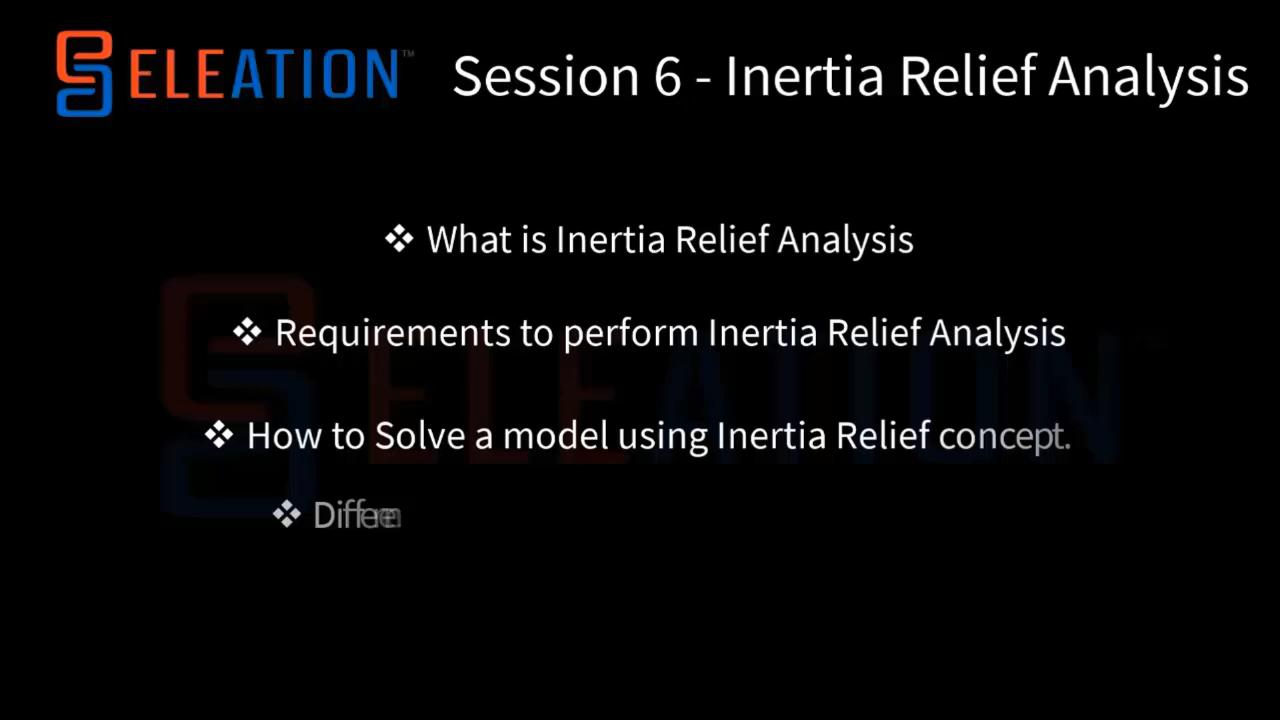 SELEATION™
Session 6 - Inertia Relief Analysis
❖ What is Inertia Relief Analysis
❖ Requirements to perform Inertia Relief Analysis
❖ How to Solve a model using Inertia Relief concept.